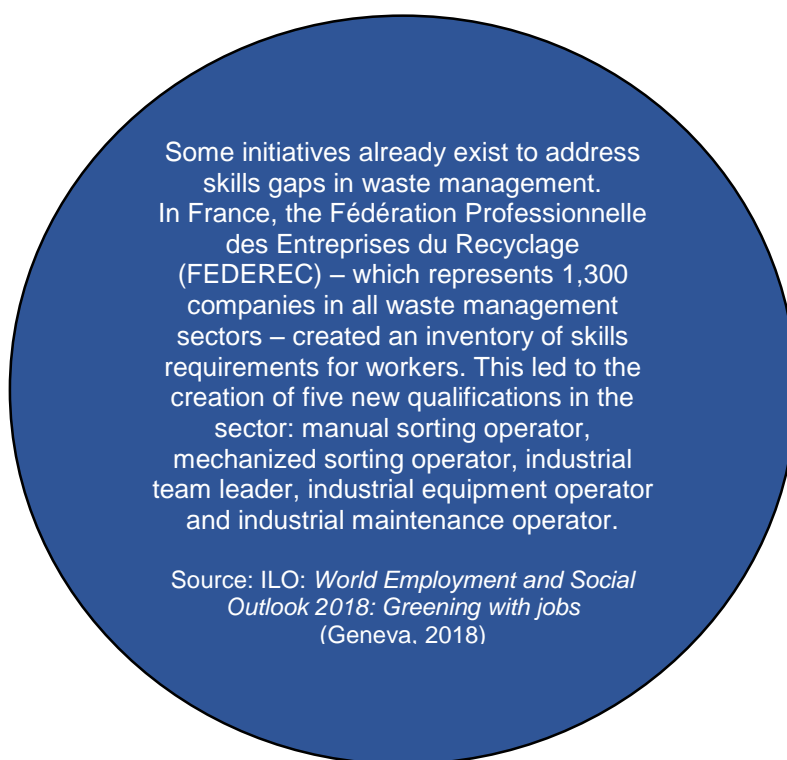 Some initiatives already exist to address
skills gaps in waste management.
In France, the Fédération Professionnelle
des Entreprises du Recyclage
(FEDEREC) – which represents 1,300
companies in all waste management
sectors – created an inventory of skills
requirements for workers. This led to the
creation of five new qualifications in the
sector: manual sorting operator,
mechanized sorting operator, industrial
team leader, industrial equipment operator
and industrial maintenance operator.
Source: ILO: World Employment and Social
Outlook 2018: Greening with jobs
(Geneva, 2018)